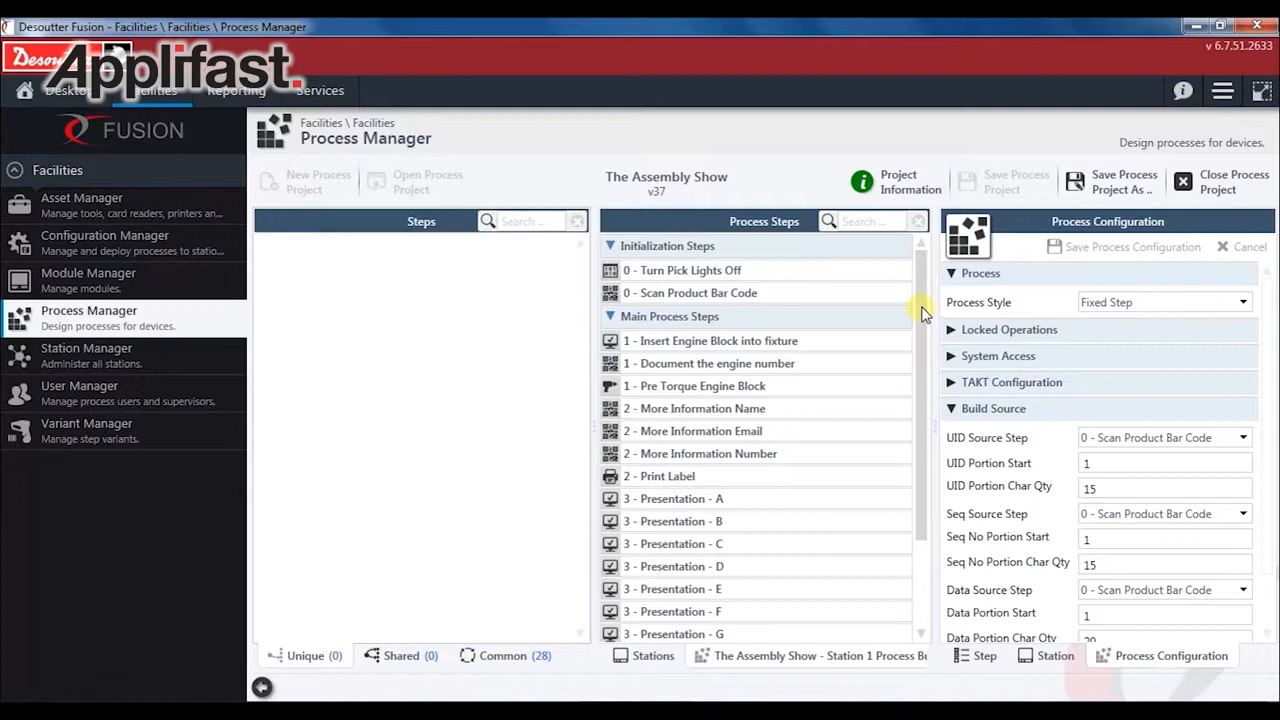 Desoutter Fusion - Facilities \ Facilities \ Process Manager
Applifast.
v 6.7.51.2633
Reporting
Services
FUSION
Facilities
Asset Manager
Manage tools, card readers, printers an...
Configuration Manager
Manage and deploy processes to statio...
Module Manager
Manage modules.
Process Manager
Design processes for devices.
Station Manager
Administer all stations.
User Manager
Manage process users and supervisors.
Variant Manager
Manage step variants.
Facilities \ Facilities
Process Manager
Design processes for devices.
New Process
Project
Open Process
Project
The Assembly Show
v37
Project
Information
Save Process
Project
Save Process
Project As ..
Close Process
Project
Steps
Search ...
Unique (0)
Shared (0)
Common (28)
Process Steps
Search ...
Initialization Steps
0 - Turn Pick Lights Off
0 - Scan Product Bar Code
Main Process Steps
1 - Insert Engine Block into fixture
1 - Document the engine number
1 - Pre Torque Engine Block
2 - More Information Name
2 - More Information Email
2 - More Information Number
2 - Print Label
3 - Presentation - A
3 - Presentation - B
3 - Presentation - C
3 - Presentation - D
3 - Presentation - E
3 - Presentation - F
3 - Presentation - G
Stations
The Assembly Show - Station 1 Process Bu
Process Configuration
Save Process Configuration
Cancel
Process
Process Style
Fixed Step
Locked Operations
System Access
TAKT Configuration
Build Source
UID Source Step
0 - Scan Product Bar Code
UID Portion Start
1
UID Portion Char Qty
15
Seq Source Step
0 - Scan Product Bar Code
Seq No Portion Start
1
Seq No Portion Char Qty
15
Data Source Step
0 - Scan Product Bar Code
Data Portion Start
1
Data Portion Char Qty
20
Step
Station
Process Configuration